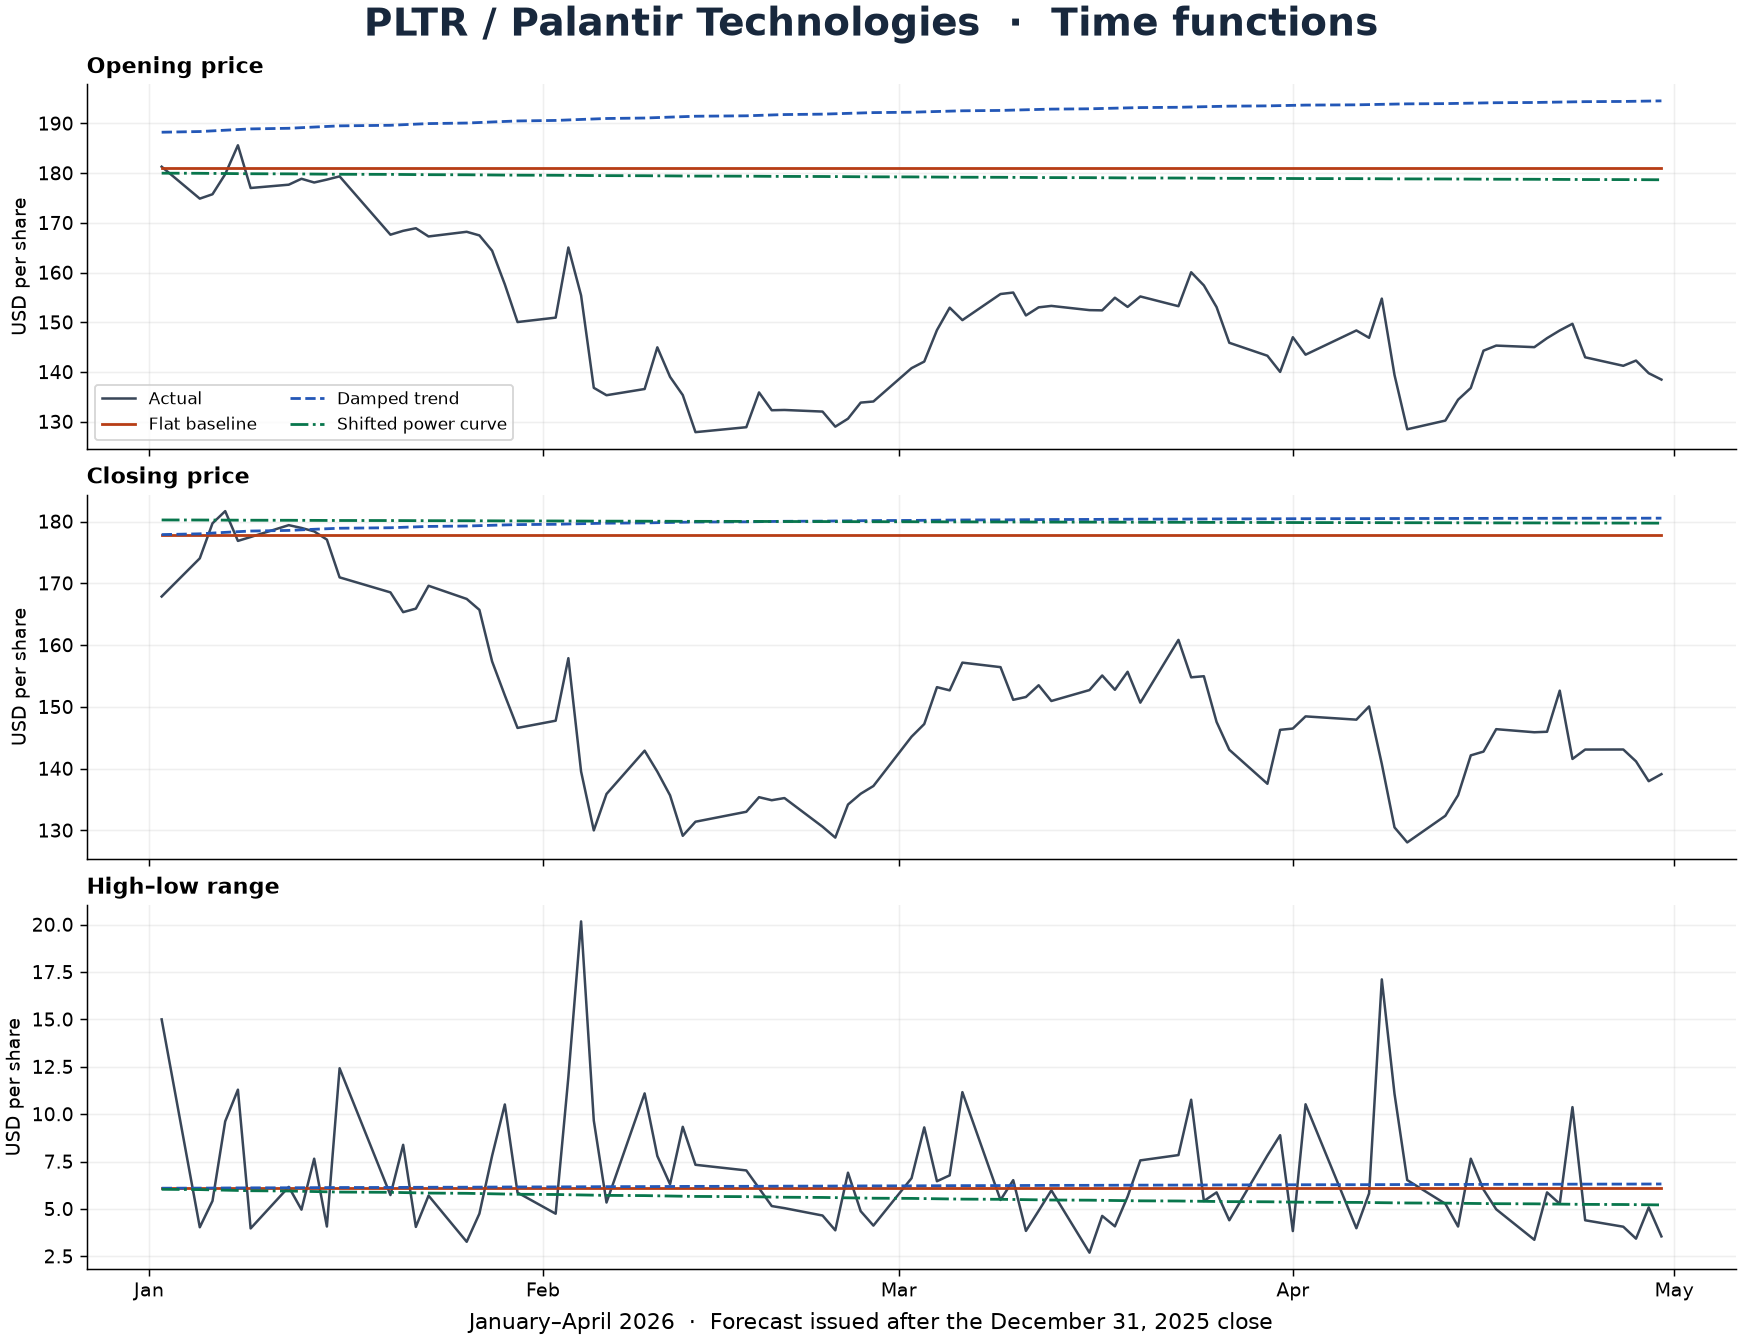 PLTR / Palantir Technologies · Time functions
Opening price
USD per share
190
180
170
160
150
140
130
Actual
Flat baseline
Damped trend
Shifted power curve
Closing price
USD per share
180
170
160
150
140
130
High–low range
USD per share
20.0
17.5
15.0
12.5
10.0
7.5
5.0
2.5
Jan Feb Mar Apr May
January–April 2026 · Forecast issued after the December 31, 2025 close